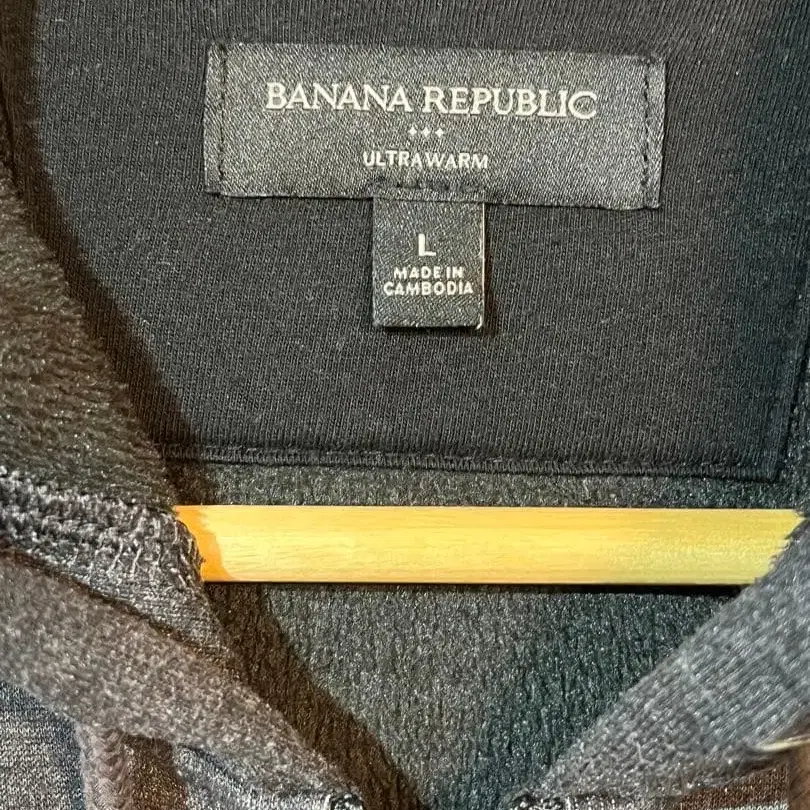 BANANA REPUBLIC
ULTRAWARM
L
MADE IN
CAMBODIA